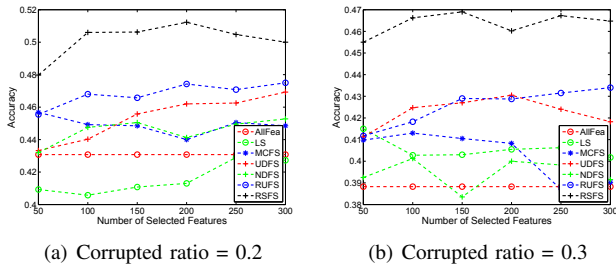 0.52
0.5
0.48
0.46
0.44
0.42
0.4
Accuracy
50 100 150 200 250 300
Number of Selected Features
AllFea
LS
MCFS
UDFS
NDFS
RUFS
RSFS
(a) Corrupted ratio = 0.2
0.47
0.46
0.45
0.44
0.43
0.42
0.41
0.4
0.39
0.38
Accuracy
50 100 150 200 250 300
Number of Selected Features
AllFea
LS
MCFS
UDFS
NDFS
RUFS
RSFS
(b) Corrupted ratio = 0.3